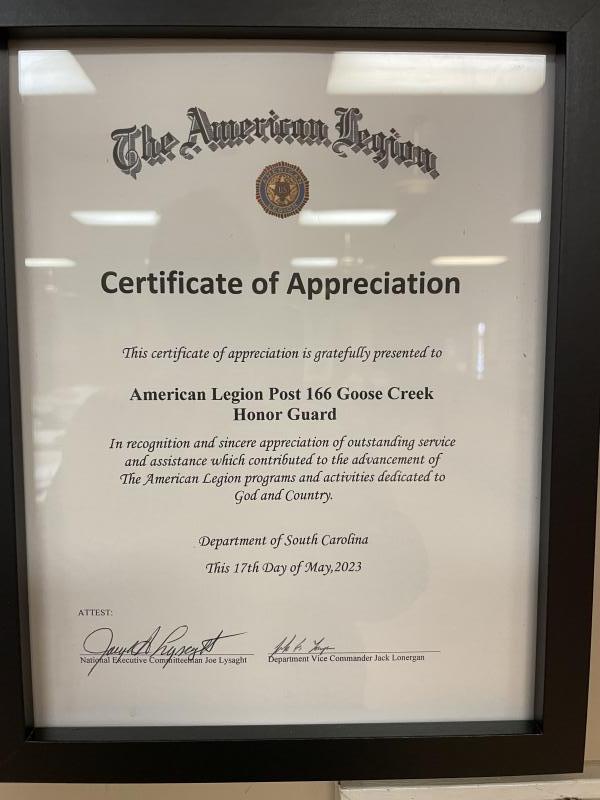 The American Legion
AMERICAN
US
LEGION
Certificate of Appreciation
This certificate of appreciation is gratefully presented to
American Legion Post 166 Goose Creek
Honor Guard
In recognition and sincere appreciation of outstanding service
and assistance which contributed to the advancement of
The American Legion programs and activities dedicated to
God and Country.
Department of South Carolina
This 17th Day of May,2023
ATTEST:
National Executive Committeeman Joe Lysaght
Department Vice Commander Jack Lonergan